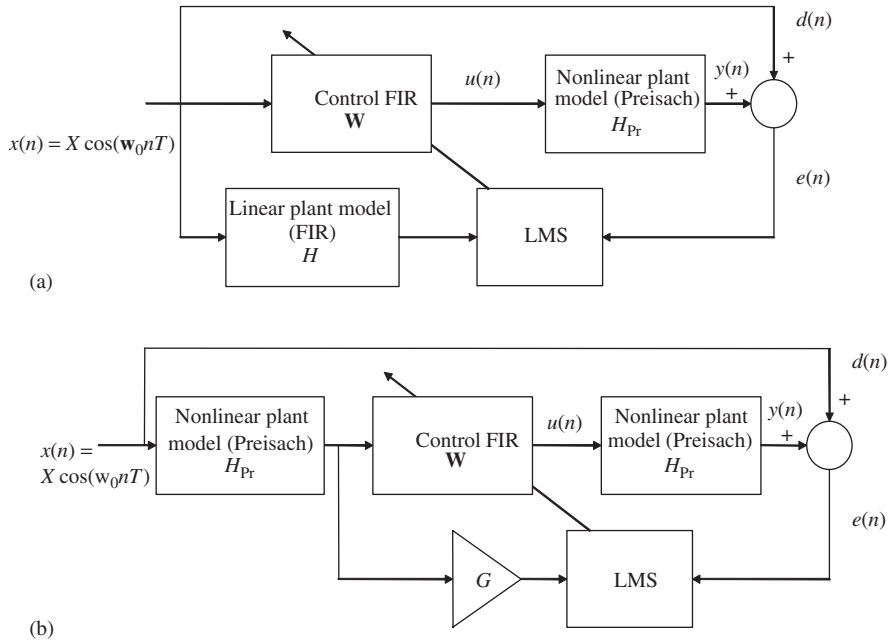 d(n)
+
Control FIR
W
u(n)
Nonlinear plant
model (Preisach)
H_Pr
y(n)
+
x(n) = X cos(w₀nT)
e(n)
Linear plant model
(FIR)
H
LMS
(a)
d(n)
+
x(n) =
X cos(w₀nT)
Nonlinear plant
model (Preisach)
H_Pr
Control FIR
W
u(n)
Nonlinear plant
model (Preisach)
H_Pr
y(n)
+
e(n)
G
LMS
(b)